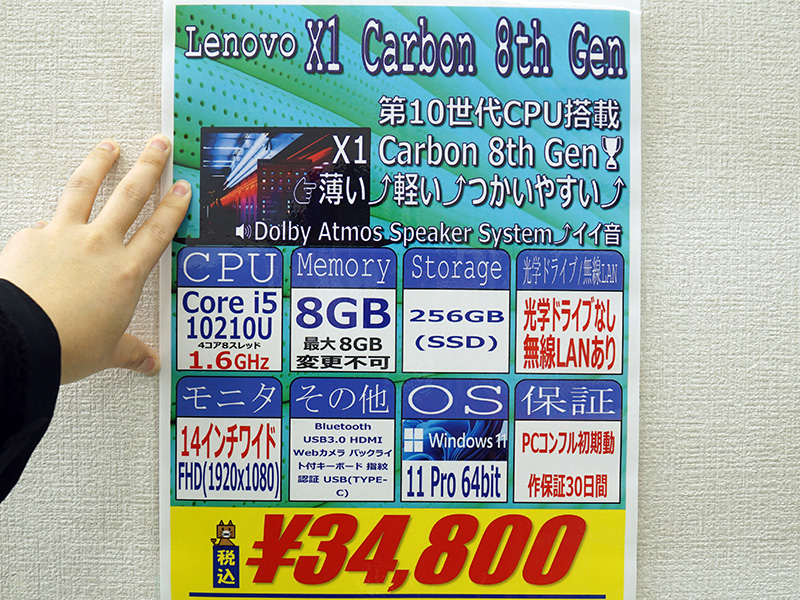 Lenovo X1 Carbon 8th Gen
第10世代CPU搭載
X1 Carbon 8th Gen
☞薄い⤴軽い⤴つかいやすい⤴
Dolby Atmos Speaker System⤴イイ音
CPU
Core i5
10210U
4コア8スレッド
1.6GHz
Memory
8GB
最大 8GB
変更不可
Storage
256GB
(SSD)
光学ドライブ/無線LAN
光学ドライブなし
無線LANあり
モニタ
14インチワイド
FHD(1920x1080)
その他
Bluetooth
USB3.0 HDMI
Webカメラ バックライ
ト付キーボード 指紋
認証 USB(TYPE-
C)
OS
Windows 11
11 Pro 64bit
保証
PCコンフル初期動
作保証30日間
税込
¥34,800